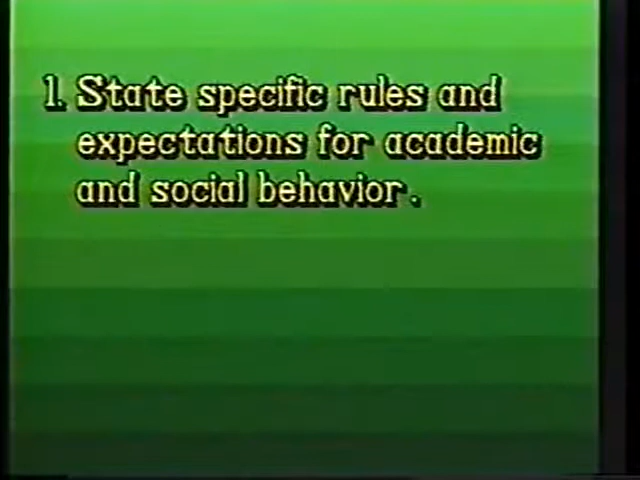 1. State specific rules and
expectations for academic
and social behavior.